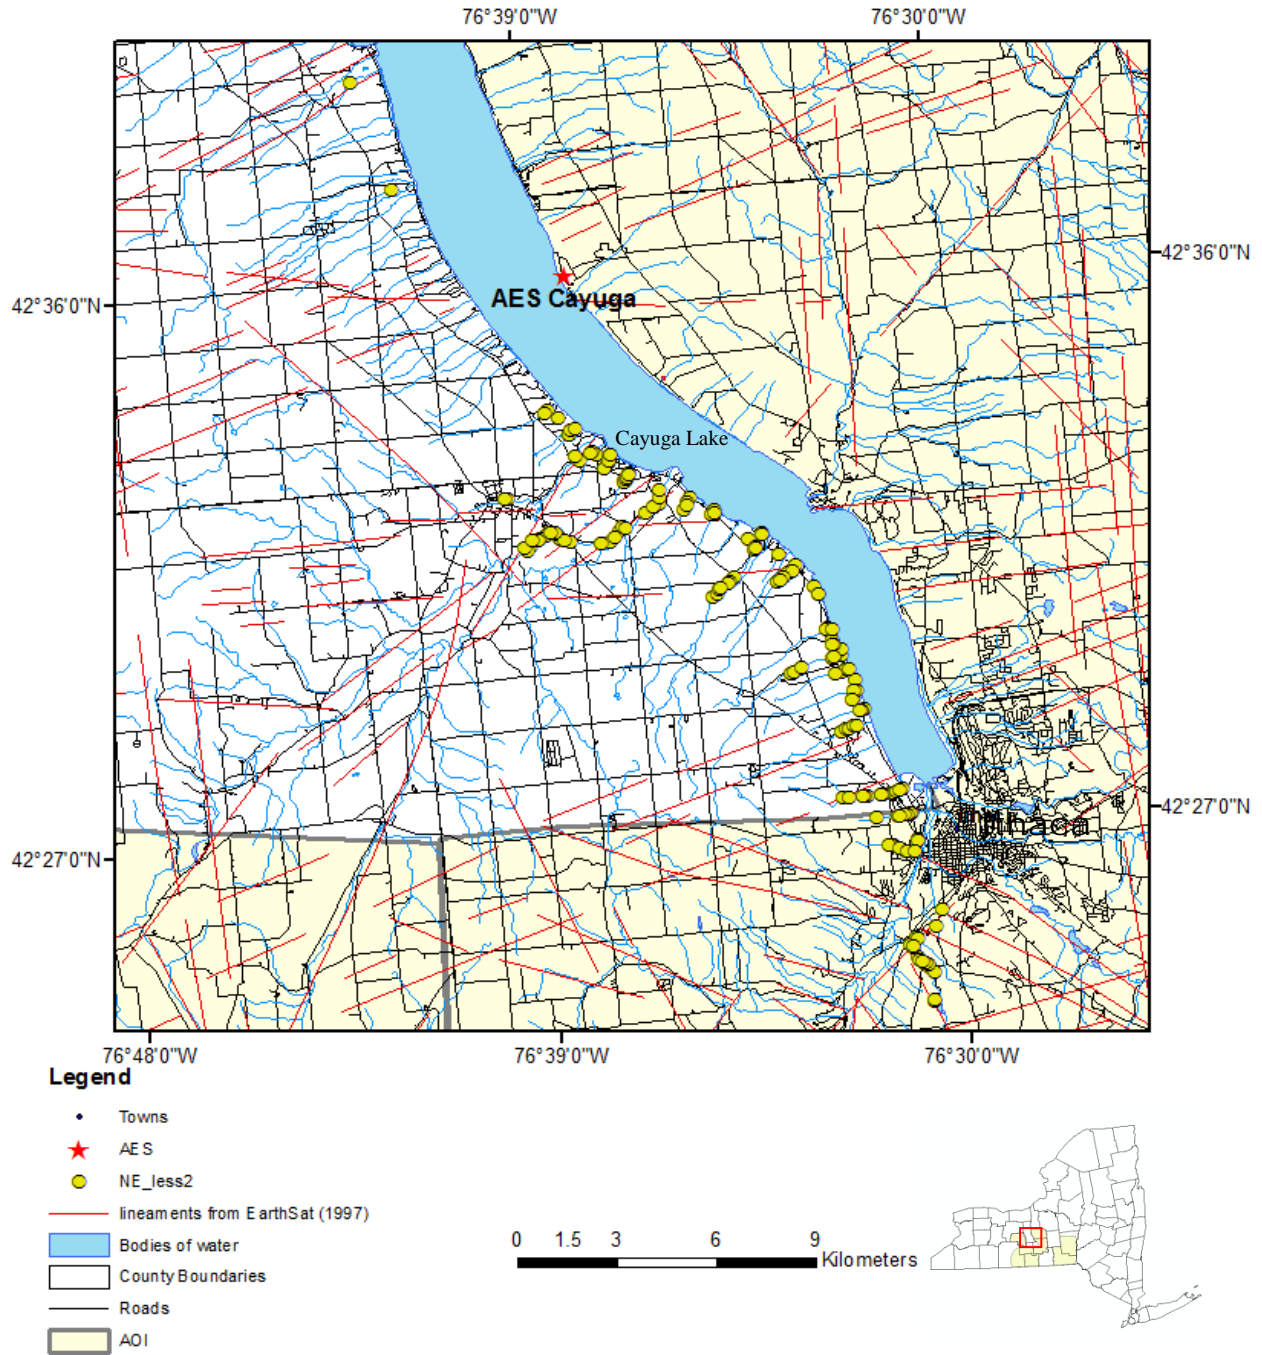 76°39'0"W 76°30'0"W
42°36'0"N
42°36'0"N
AES Cayuga
Cayuga Lake
42°27'0"N
Ithaca
42°27'0"N
76°48'0"W 76°39'0"W 76°30'0"W
Legend
Towns
AES
NE_less2
lineaments from EarthSat (1997)
Bodies of water
County Boundaries
Roads
AOI
0 1.5 3 6 9
Kilometers